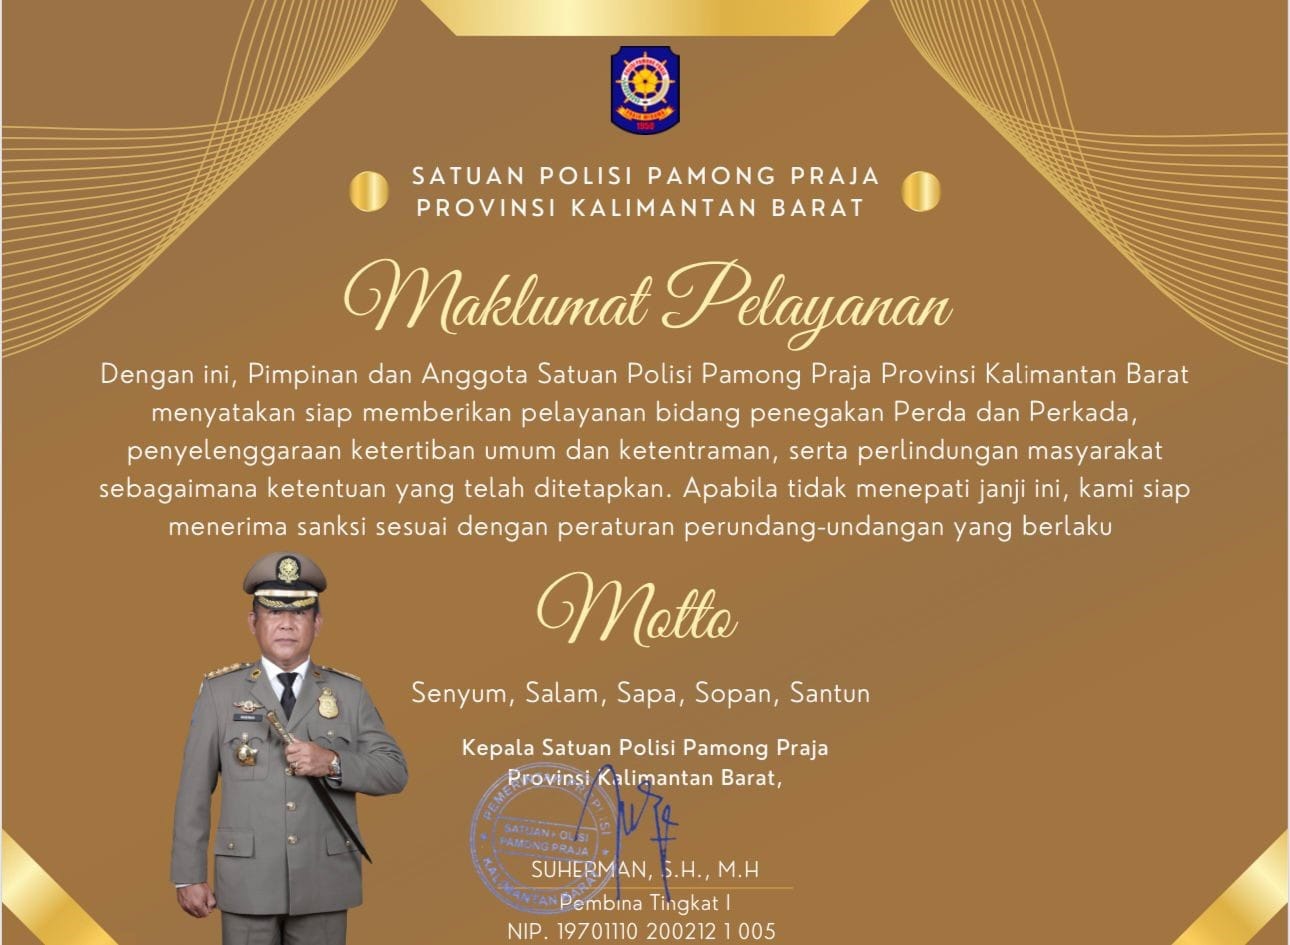 1950
SATUAN POLISI PAMONG PRAJA
PROVINSI KALIMANTAN BARAT
Maklumat Pelayanan
Dengan ini, Pimpinan dan Anggota Satuan Polisi Pamong Praja Provinsi Kalimantan Barat
menyatakan siap memberikan pelayanan bidang penegakan Perda dan Perkada,
penyelenggaraan ketertiban umum dan ketentraman, serta perlindungan masyarakat
sebagaimana ketentuan yang telah ditetapkan. Apabila tidak menepati janji ini, kami siap
menerima sanksi sesuai dengan peraturan perundang-undangan yang berlaku
Motto
Senyum, Salam, Sapa, Sopan, Santun
Kepala Satuan Polisi Pamong Praja
Provinsi Kalimantan Barat,
SATUAN POLISI
PAMONG PRAJA
KALIMANTAN BARAT
SUHERMAN, S.H., M.H
Pembina Tingkat I
NIP. 19701110 200212 1 005